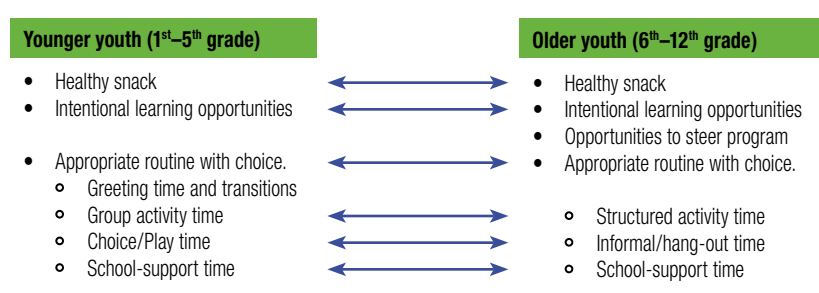 Younger youth (1st–5th grade)
• Healthy snack
• Intentional learning opportunities
• Appropriate routine with choice.
o Greeting time and transitions
o Group activity time
o Choice/Play time
o School-support time
Older youth (6th–12th grade)
• Healthy snack
• Intentional learning opportunities
• Opportunities to steer program
• Appropriate routine with choice.
o Structured activity time
o Informal/hang-out time
o School-support time